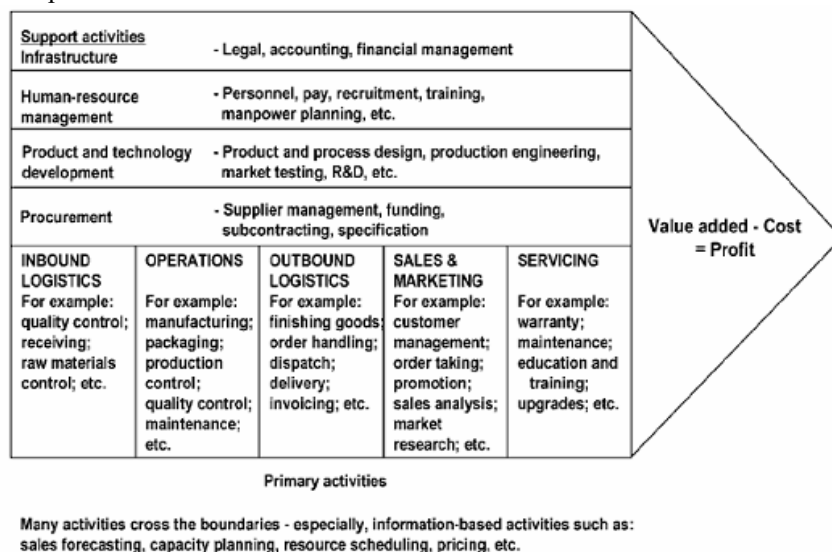 Support activities
Infrastructure
- Legal, accounting, financial management
Human-resource
management
- Personnel, pay, recruitment, training,
manpower planning, etc.
Product and technology
development
- Product and process design, production engineering,
market testing, R&D, etc.
Procurement
- Supplier management, funding,
subcontracting, specification
Value added - Cost
= Profit
INBOUND
LOGISTICS
For example:
quality control;
receiving;
raw materials
control; etc.
OPERATIONS
For example:
manufacturing;
packaging;
production
control;
quality control;
maintenance;
etc.
OUTBOUND
LOGISTICS
For example:
finishing goods;
order handling;
dispatch;
delivery;
invoicing; etc.
SALES &
MARKETING
For example:
customer
management;
order taking;
promotion;
sales analysis;
market
research; etc.
SERVICING
For example:
warranty;
maintenance;
education and
training;
upgrades; etc.
Primary activities
Many activities cross the boundaries - especially, information-based activities such as:
sales forecasting, capacity planning, resource scheduling, pricing, etc.